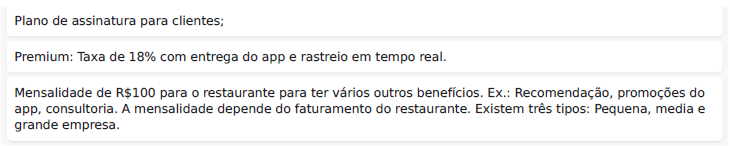 Plano de assinatura para clientes;
Premium: Taxa de 18% com entrega do app e rastreio em tempo real.
Mensalidade de R$100 para o restaurante para ter vários outros benefícios. Ex.: Recomendação, promoções do
app, consultoria. A mensalidade depende do faturamento do restaurante. Existem três tipos: Pequena, media e
grande empresa.